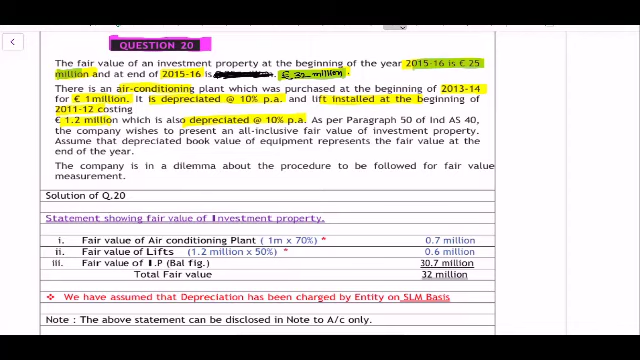 QUESTION 20
The fair value of an investment property at the beginning of the year 2015-16 is € 25
million and at end of 2015-16 is € 32 million.
There is an air-conditioning plant which was purchased at the beginning of 2013-14
for € 1 million. It is depreciated @ 10% p.a. and lift installed at the beginning of
2011-12 costing
€ 1.2 million which is also depreciated @ 10% p.a. As per Paragraph 50 of Ind AS 40,
the company wishes to present an all-inclusive fair value of investment property.
Assume that depreciated book value of equipment represents the fair value at the
end of the year.
The company is in a dilemma about the procedure to be followed for fair value
measurement.
Solution of Q.20
Statement showing fair value of Investment property.
i. Fair value of Air conditioning Plant ( 1m x 70%) * 0.7 million
ii. Fair value of Lifts (1.2 million x 50%) * 0.6 million
iii. Fair value of I.P (Bal fig.) 30.7 million
Total Fair value 32 million
❖ We have assumed that Depreciation has been charged by Entity on SLM Basis
Note : The above statement can be disclosed in Note to A/c only.